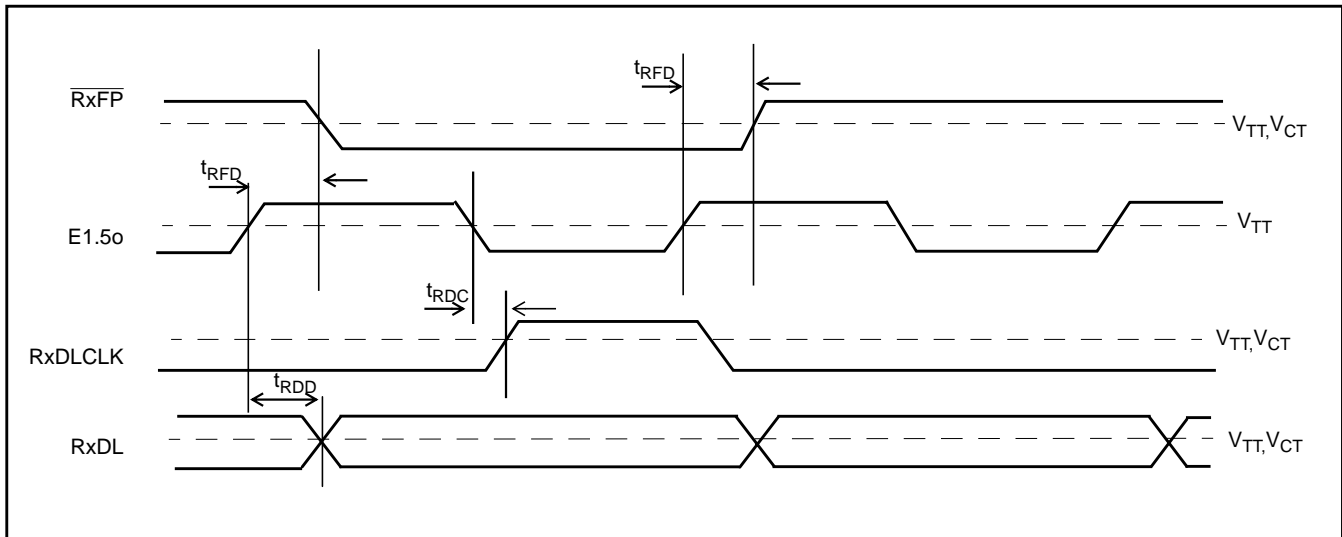 tRFD
RxFP
VTT,VCT
tRFD
E1.5o
VTT
tRDC
RxDLCLK
VTT,VCT
tRDD
RxDL
VTT,VCT